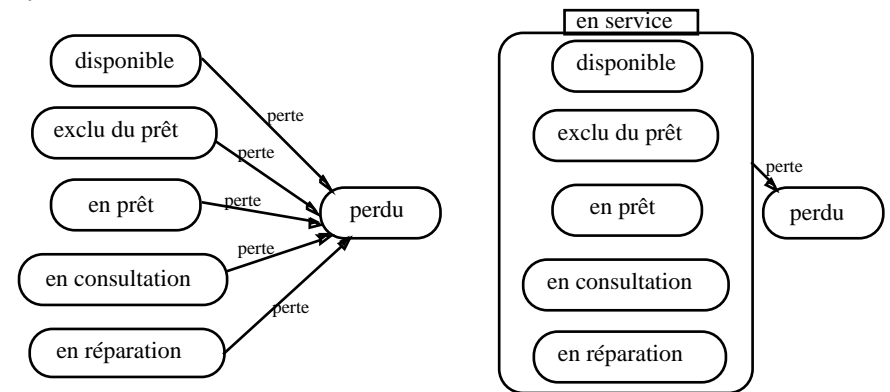 disponible
perte
exclu du prêt
perte
en prêt
perte
perdu
perte
en consultation
perte
en réparation
en service
disponible
exclu du prêt
perte
en prêt
perdu
en consultation
en réparation